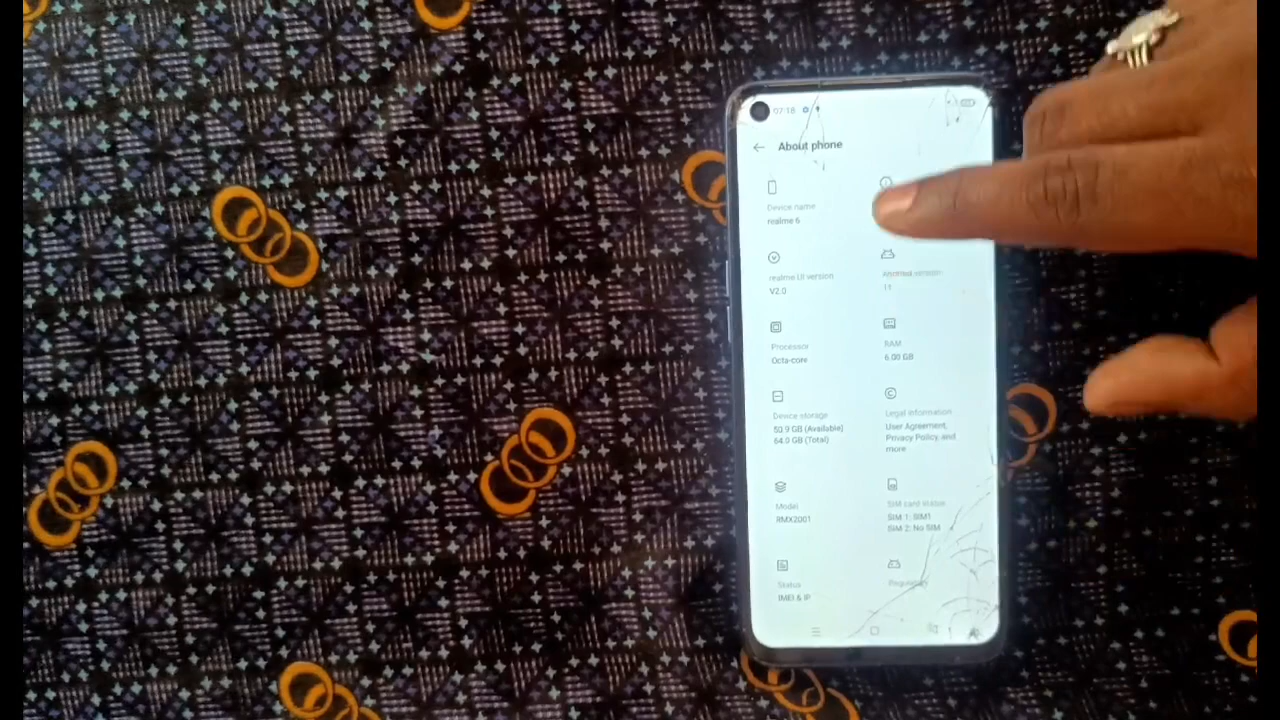 07:18
About phone
Device name
realme 6
realme UI version
V2.0
Android version
11
Processor
Octa-core
RAM
6.00 GB
Device storage
50.9 GB (Available)
64.0 GB (Total)
Legal information
User Agreement,
Privacy Policy, and
more
Model
RMX2001
SIM card status
SIM 1: SIM1
SIM 2: No SIM
Status
IMEI & IP
Regulatory